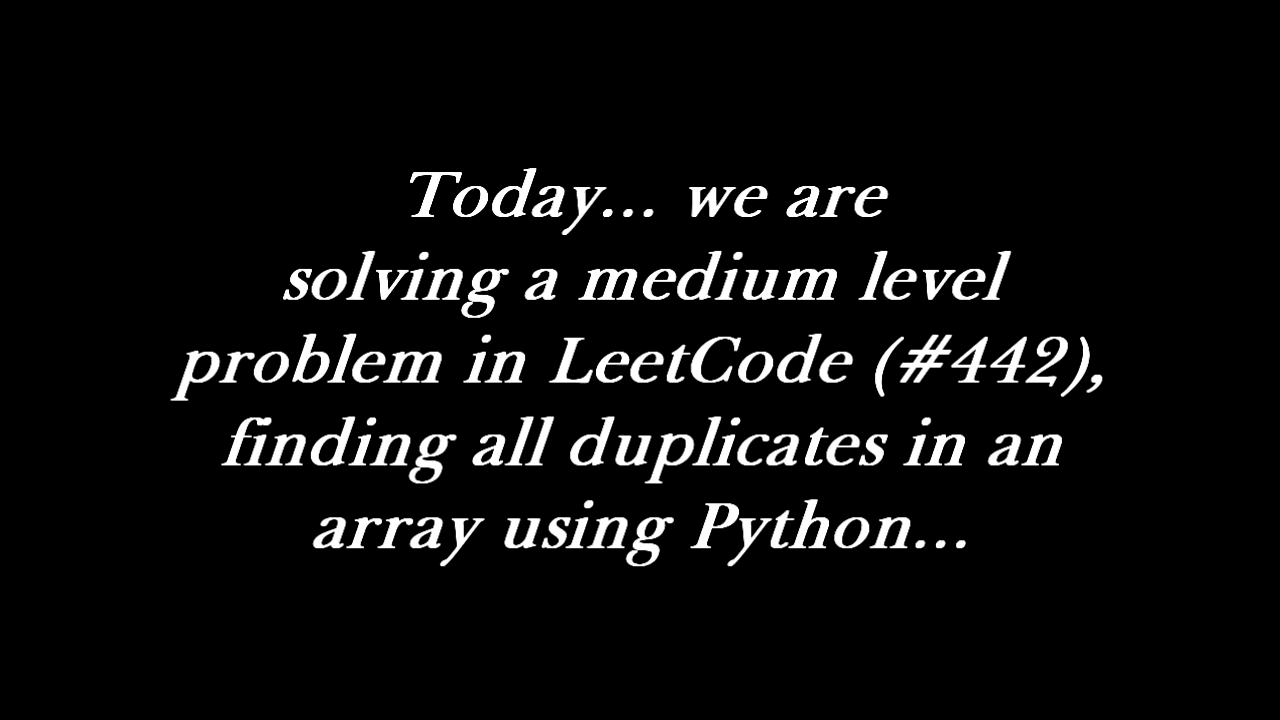 Today... we are
solving a medium level
problem in LeetCode (#442),
finding all duplicates in an
array using Python...